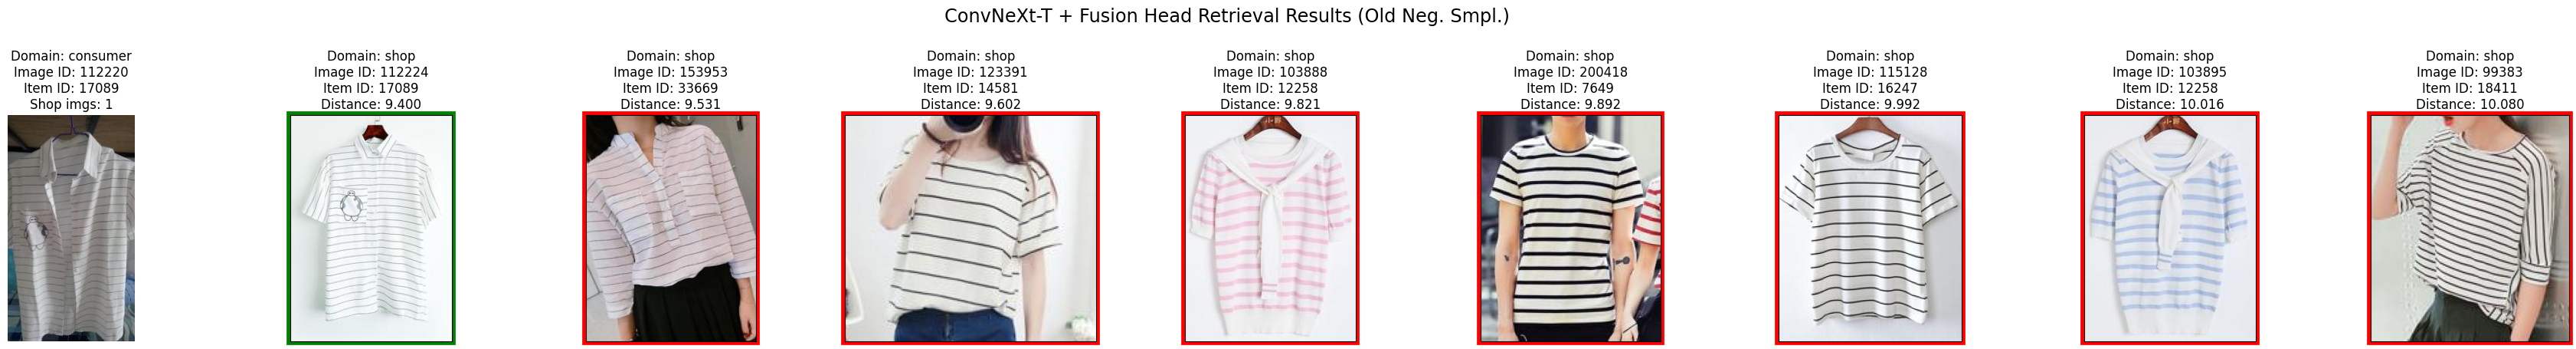 ConvNeXt-T + Fusion Head Retrieval Results (Old Neg. Smpl.)
Domain: consumer
Image ID: 112220
Item ID: 17089
Shop imgs: 1
Domain: shop
Image ID: 112224
Item ID: 17089
Distance: 9.400
Domain: shop
Image ID: 153953
Item ID: 33669
Distance: 9.531
Domain: shop
Image ID: 123391
Item ID: 14581
Distance: 9.602
Domain: shop
Image ID: 103888
Item ID: 12258
Distance: 9.821
Domain: shop
Image ID: 200418
Item ID: 7649
Distance: 9.892
Domain: shop
Image ID: 115128
Item ID: 16247
Distance: 9.992
Domain: shop
Image ID: 103895
Item ID: 12258
Distance: 10.016
Domain: shop
Image ID: 99383
Item ID: 18411
Distance: 10.080